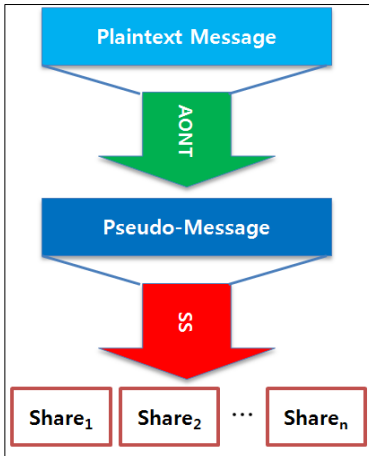 Plaintext Message
AONT
Pseudo-Message
SS
Share₁ Share₂ ⋯ Shareₙ